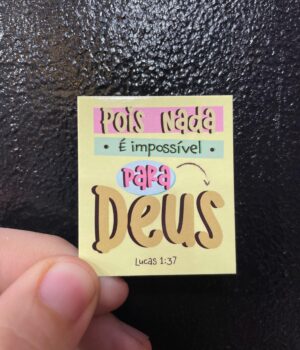 Pois Nada
• É impossível •
PaRa
Deus
Lucas 1:37